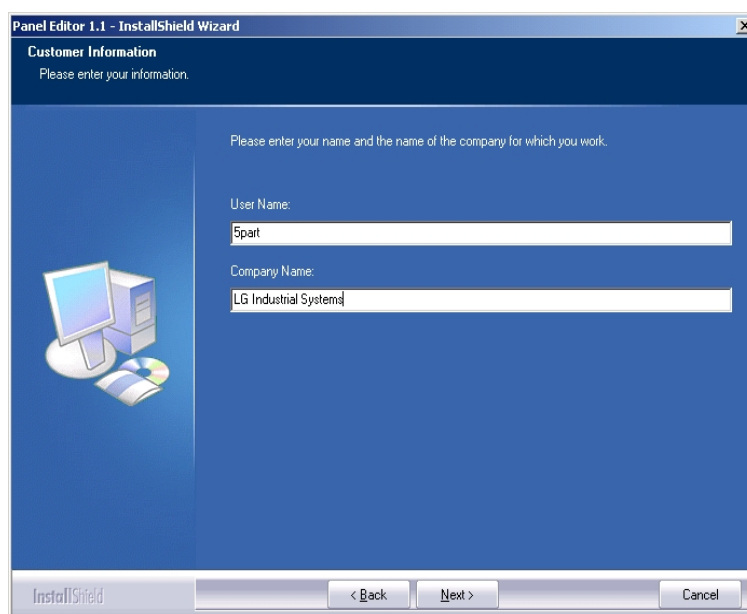 Panel Editor 1.1 - InstallShield Wizard
Customer Information
Please enter your information.
Please enter your name and the name of the company for which you work.
User Name:
5part
Company Name:
LG Industrial Systems
InstallShield
< Back
Next >
Cancel